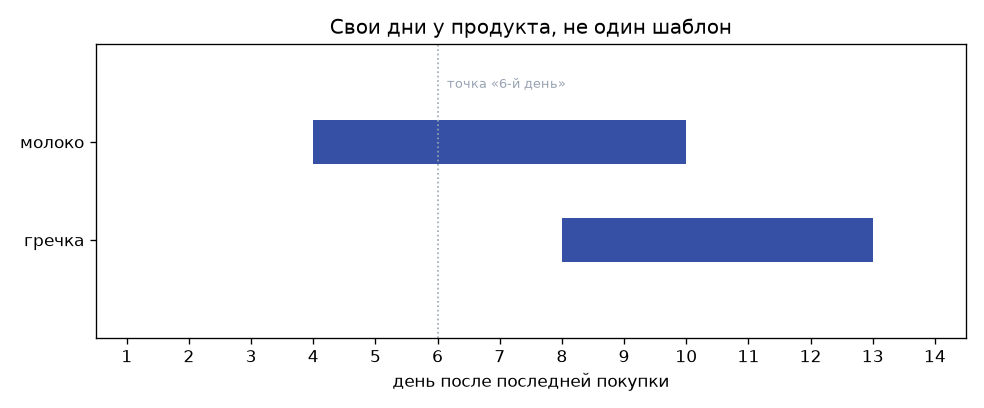 Свои дни у продукта, не один шаблон
точка «6-й день»
молоко
гречка
1 2 3 4 5 6 7 8 9 10 11 12 13 14
день после последней покупки